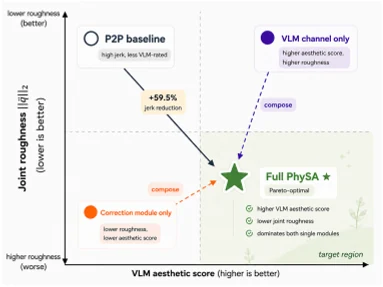 lower roughness
(better)
Joint roughness ||q̈||₂
(lower is better)
higher roughness
(worse)
P2P baseline
high jerk, less VLM-rated
VLM channel only
higher aesthetic score,
higher roughness
+59.5%
jerk reduction
compose
compose
Full PhySA ★
Pareto-optimal
higher VLM aesthetic score
lower joint roughness
dominates both single modules
Correction module only
lower roughness,
lower aesthetic score
target region
VLM aesthetic score (higher is better)